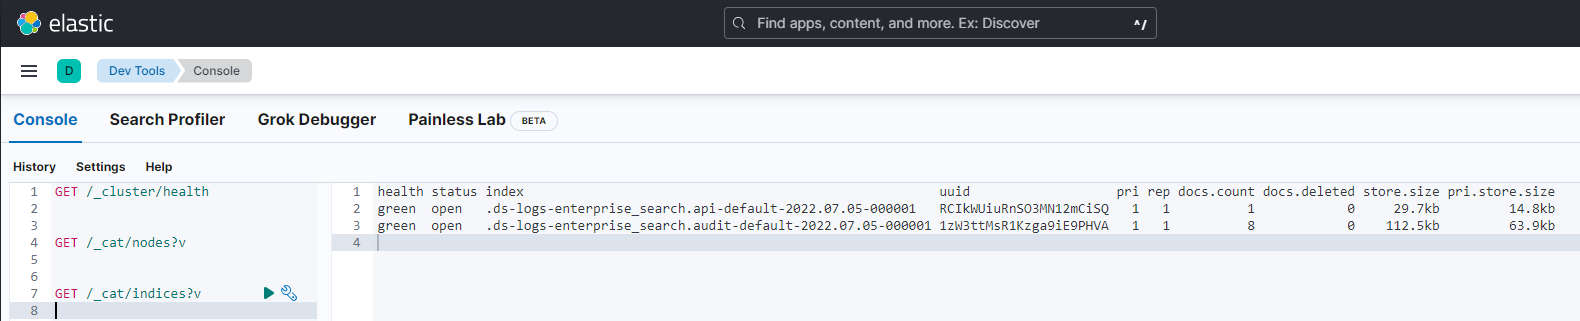 elastic
Find apps, content, and more. Ex: Discover ^/
D Dev Tools Console
Console Search Profiler Grok Debugger Painless Lab BETA
History Settings Help
1 GET /_cluster/health
2
3
4 GET /_cat/nodes?v
5
6
7 GET /_cat/indices?v
8
1 health status index uuid pri rep docs.count docs.deleted store.size pri.store.size
2 green open .ds-logs-enterprise_search.api-default-2022.07.05-000001 RCIkWUiuRnSO3MN12mCiSQ 1 1 1 0 29.7kb 14.8kb
3 green open .ds-logs-enterprise_search.audit-default-2022.07.05-000001 1zW3ttMsR1Kzga9iE9PHVA 1 1 8 0 112.5kb 63.9kb
4